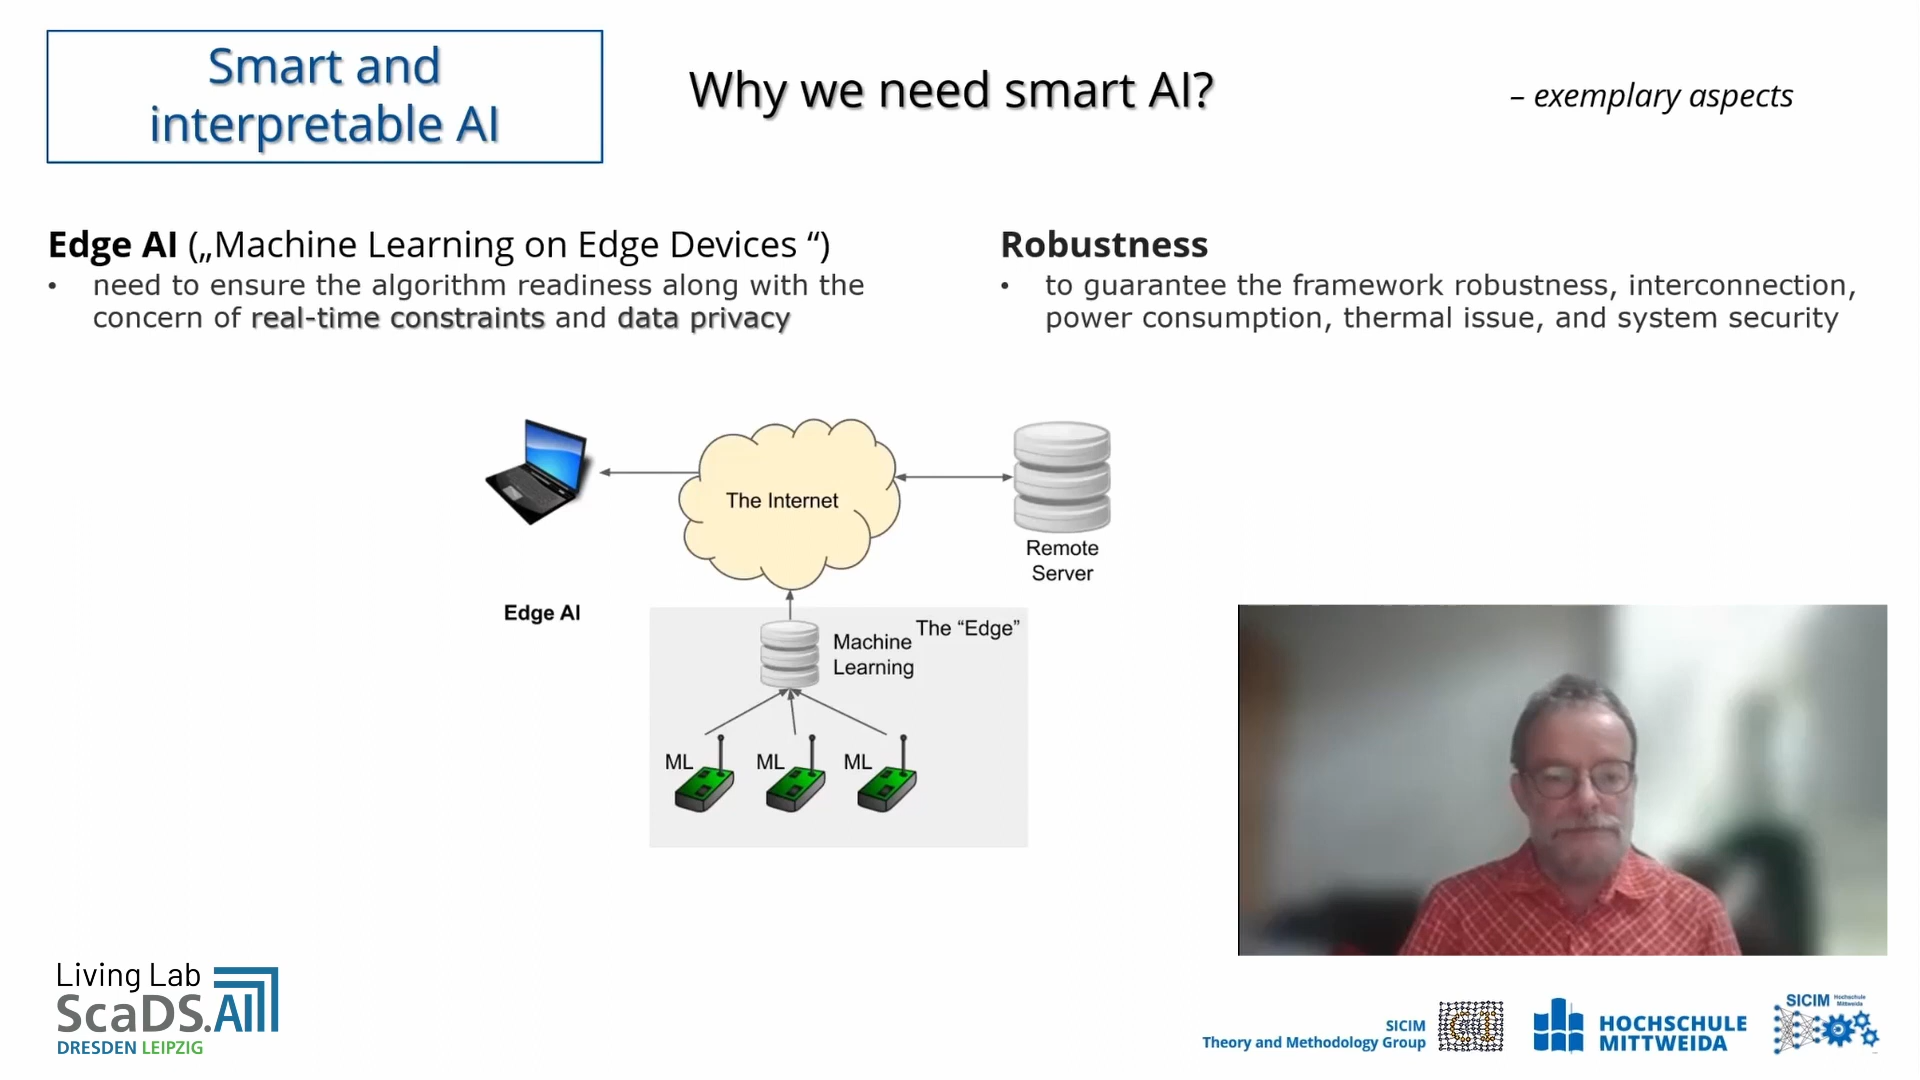 Smart and
interpretable AI
Why we need smart AI?
– exemplary aspects
Edge AI („Machine Learning on Edge Devices “)
• need to ensure the algorithm readiness along with the
concern of real-time constraints and data privacy
Robustness
• to guarantee the framework robustness, interconnection,
power consumption, thermal issue, and system security
The Internet
Remote
Server
Edge AI
The “Edge”
Machine
Learning
ML ML ML
Living Lab
ScaDS.AI
DRESDEN LEIPZIG
SICIM
Theory and Methodology Group
CI
HOCHSCHULE
MITTWEIDA
SICIM Hochschule
Mittweida